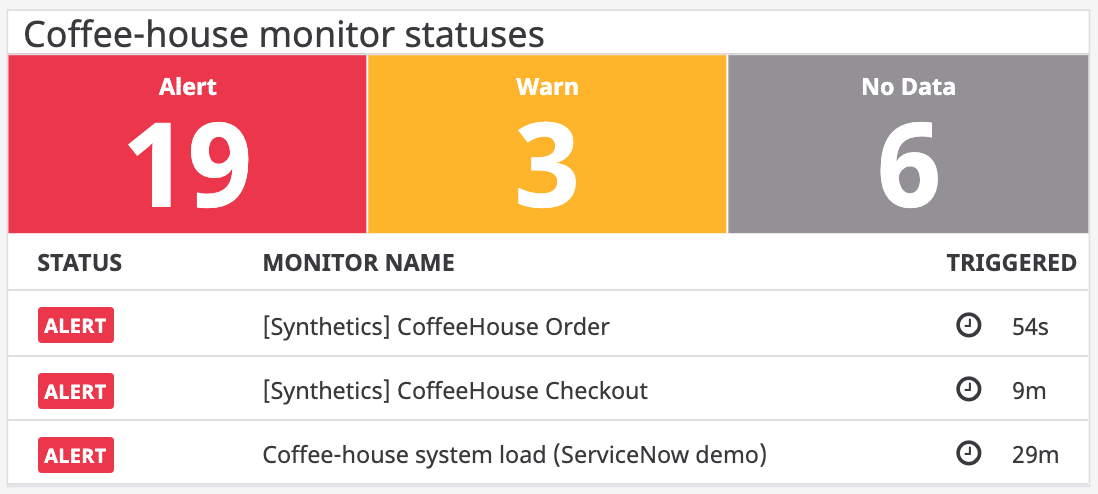 Coffee-house monitor statuses
Alert Warn No Data
19 3 6
STATUS MONITOR NAME TRIGGERED
ALERT [Synthetics] CoffeeHouse Order 54s
ALERT [Synthetics] CoffeeHouse Checkout 9m
ALERT Coffee-house system load (ServiceNow demo) 29m